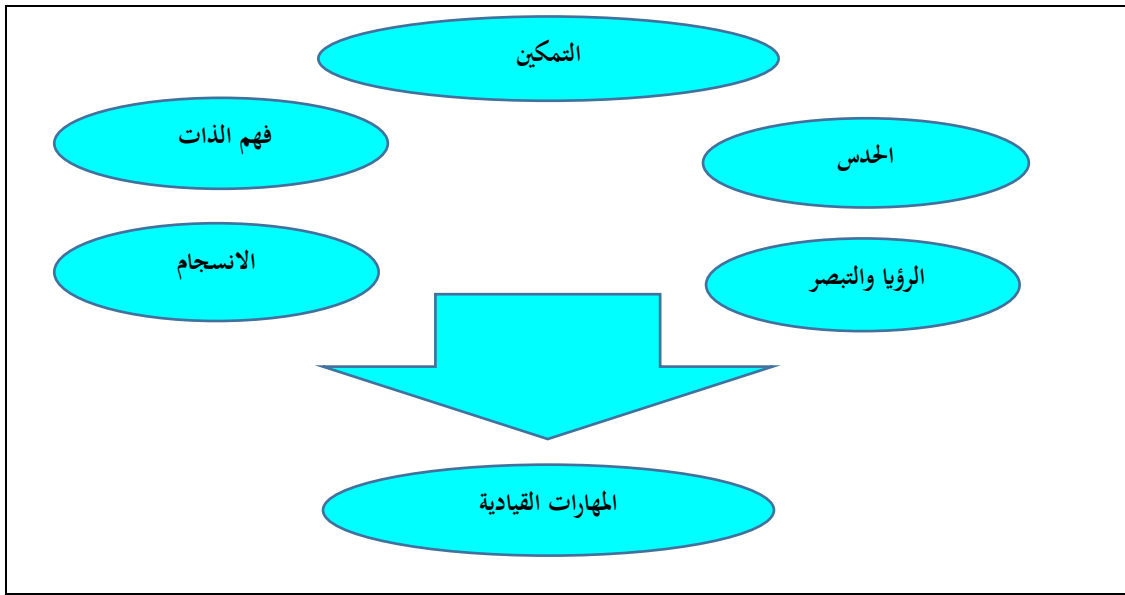 التمكين
الحدس
فهم الذات
الرؤيا والتبصر
الانسجام
المهارات القيادية